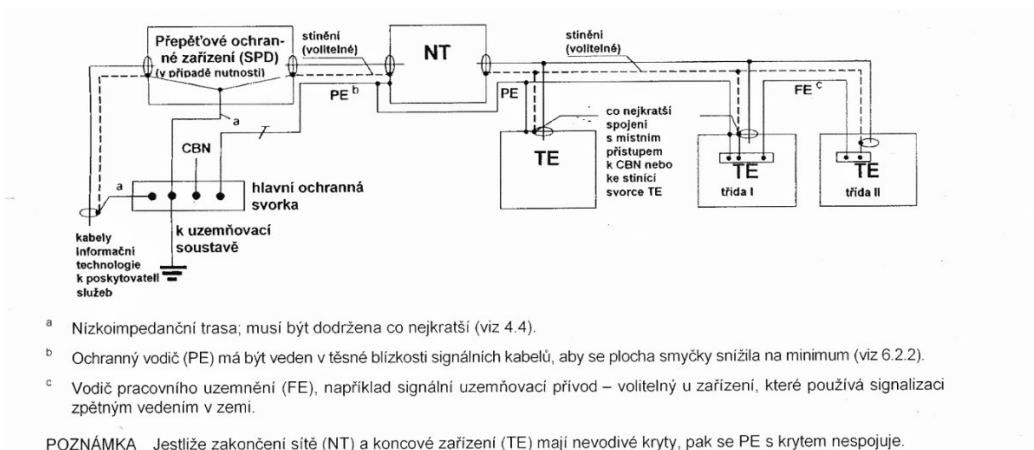 Přepěťové ochran-
né zařízení (SPD)
(v případě nutnosti)
stínění
(volitelné)
NT
stínění
(volitelné)
PE b
PE
FE c
a
CBN
co nejkratší
spojení
s místním
přístupem
k CBN nebo
ke stínicí
svorce TE
TE
TE
třída I
TE
třída II
a
hlavní ochranná
svorka
k uzemňovací
soustavě
kabely
informační
technologie
k poskytovateli
služeb
a Nízkoimpedanční trasa; musí být dodržena co nejkratší (viz 4.4).
b Ochranný vodič (PE) má být veden v těsné blízkosti signálních kabelů, aby se plocha smyčky snížila na minimum (viz 6.2.2).
c Vodič pracovního uzemnění (FE), například signální uzemňovací přívod – volitelný u zařízení, které používá signalizaci
zpětným vedením v zemi.
POZNÁMKA Jestliže zakončení sítě (NT) a koncové zařízení (TE) mají nevodivé kryty, pak se PE s krytem nespojuje.